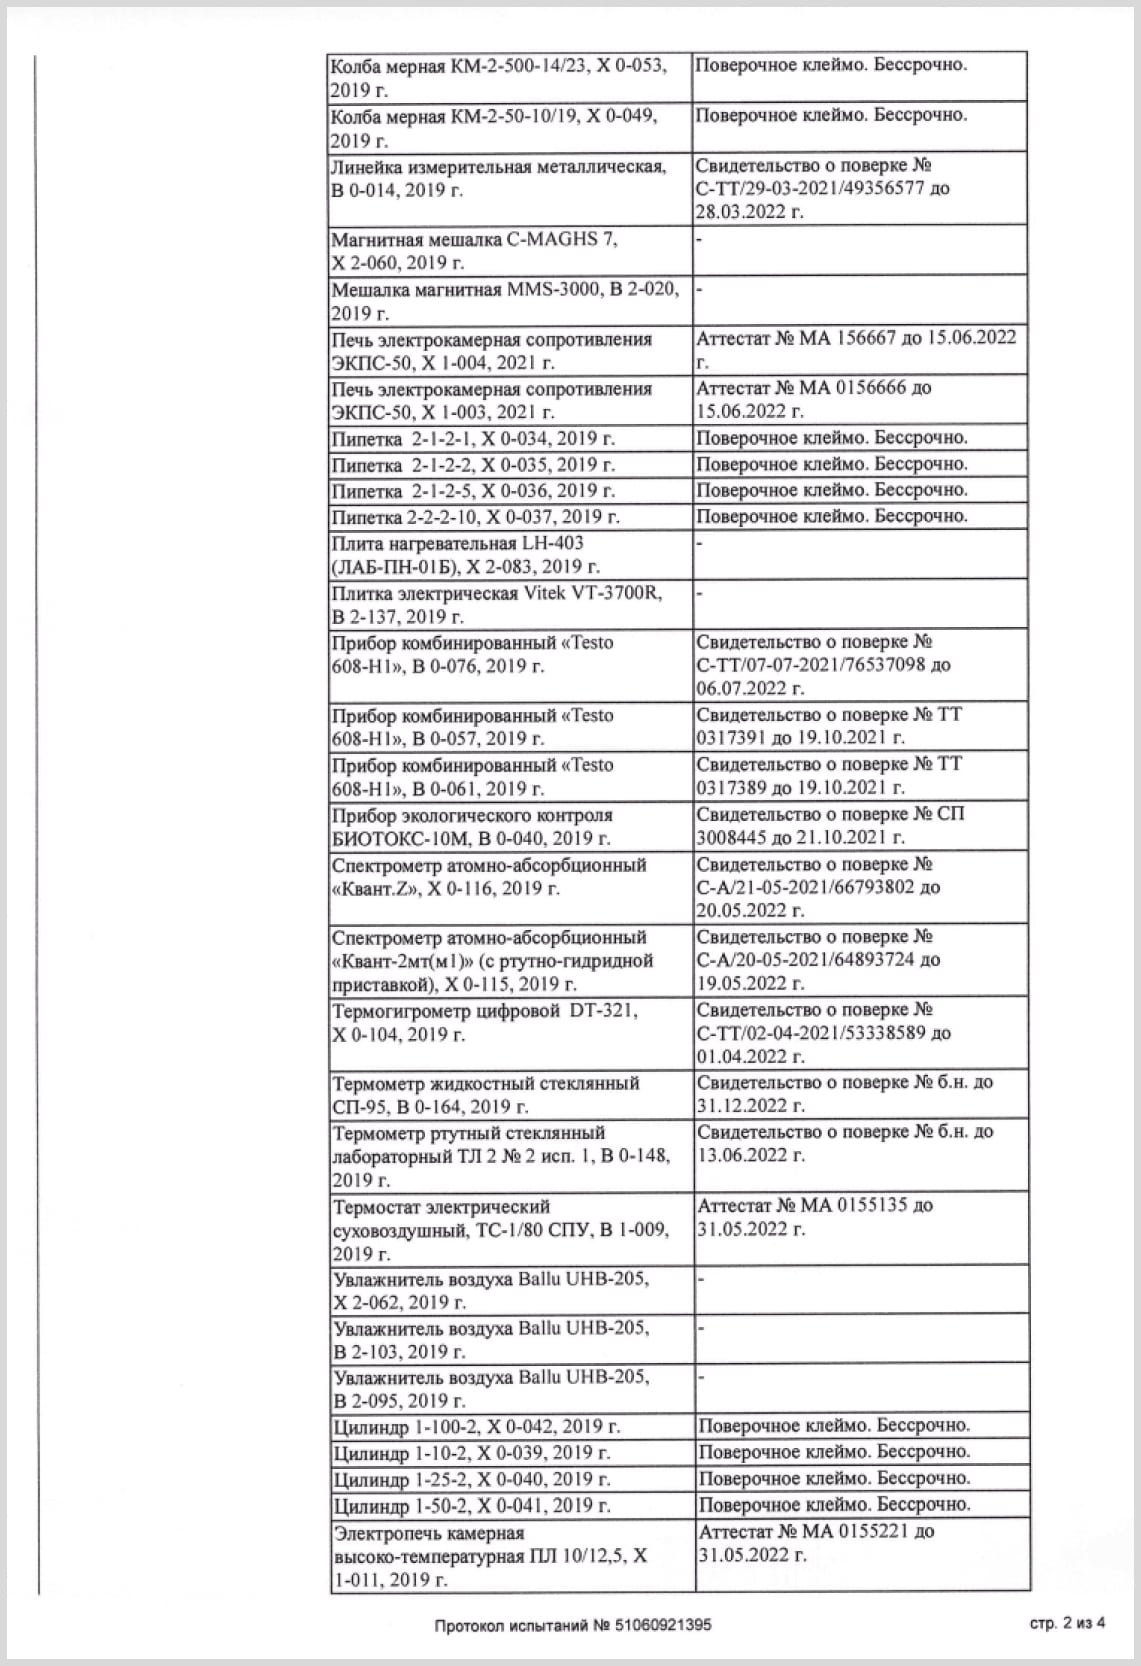 Колба мерная КМ-2-500-14/23, Х 0-053,
2019 г.
Поверочное клеймо. Бессрочно.
Колба мерная КМ-2-50-10/19, Х 0-049,
2019 г.
Поверочное клеймо. Бессрочно.
Линейка измерительная металлическая,
В 0-014, 2019 г.
Свидетельство о поверке №
С-ТТ/29-03-2021/49356577 до
28.03.2022 г.
Магнитная мешалка C-MAGHS 7,
Х 2-060, 2019 г.
-
Мешалка магнитная MMS-3000, В 2-020,
2019 г.
-
Печь электрокамерная сопротивления
ЭКПС-50, Х 1-004, 2021 г.
Аттестат № МА 156667 до 15.06.2022
г.
Печь электрокамерная сопротивления
ЭКПС-50, Х 1-003, 2021 г.
Аттестат № МА 0156666 до
15.06.2022 г.
Пипетка 2-1-2-1, Х 0-034, 2019 г.
Поверочное клеймо. Бессрочно.
Пипетка 2-1-2-2, Х 0-035, 2019 г.
Поверочное клеймо. Бессрочно.
Пипетка 2-1-2-5, Х 0-036, 2019 г.
Поверочное клеймо. Бессрочно.
Пипетка 2-2-2-10, Х 0-037, 2019 г.
Поверочное клеймо. Бессрочно.
Плита нагревательная LH-403
(ЛАБ-ПН-01Б), Х 2-083, 2019 г.
-
Плитка электрическая Vitek VT-3700R,
В 2-137, 2019 г.
-
Прибор комбинированный «Testo
608-H1», В 0-076, 2019 г.
Свидетельство о поверке №
С-ТТ/07-07-2021/76537098 до
06.07.2022 г.
Прибор комбинированный «Testo
608-H1», В 0-057, 2019 г.
Свидетельство о поверке № ТТ
0317391 до 19.10.2021 г.
Прибор комбинированный «Testo
608-H1», В 0-061, 2019 г.
Свидетельство о поверке № ТТ
0317389 до 19.10.2021 г.
Прибор экологического контроля
БИОТОКС-10М, В 0-040, 2019 г.
Свидетельство о поверке № СП
3008445 до 21.10.2021 г.
Спектрометр атомно-абсорбционный
«Квант.Z», Х 0-116, 2019 г.
Свидетельство о поверке №
С-А/21-05-2021/66793802 до
20.05.2022 г.
Спектрометр атомно-абсорбционный
«Квант-2мт(м1)» (с ртутно-гидридной
приставкой), Х 0-115, 2019 г.
Свидетельство о поверке №
С-А/20-05-2021/64893724 до
19.05.2022 г.
Термогигрометр цифровой DT-321,
Х 0-104, 2019 г.
Свидетельство о поверке №
С-ТТ/02-04-2021/53338589 до
01.04.2022 г.
Термометр жидкостный стеклянный
СП-95, В 0-164, 2019 г.
Свидетельство о поверке № б.н. до
31.12.2022 г.
Термометр ртутный стеклянный
лабораторный ТЛ 2 № 2 исп. 1, В 0-148,
2019 г.
Свидетельство о поверке № б.н. до
13.06.2022 г.
Термостат электрический
суховоздушный, ТС-1/80 СПУ, В 1-009,
2019 г.
Аттестат № МА 0155135 до
31.05.2022 г.
Увлажнитель воздуха Ballu UHB-205,
Х 2-062, 2019 г.
-
Увлажнитель воздуха Ballu UHB-205,
В 2-103, 2019 г.
-
Увлажнитель воздуха Ballu UHB-205,
В 2-095, 2019 г.
-
Цилиндр 1-100-2, Х 0-042, 2019 г.
Поверочное клеймо. Бессрочно.
Цилиндр 1-10-2, Х 0-039, 2019 г.
Поверочное клеймо. Бессрочно.
Цилиндр 1-25-2, Х 0-040, 2019 г.
Поверочное клеймо. Бессрочно.
Цилиндр 1-50-2, Х 0-041, 2019 г.
Поверочное клеймо. Бессрочно.
Электропечь камерная
высоко-температурная ПЛ 10/12,5, Х
1-011, 2019 г.
Аттестат № МА 0155221 до
31.05.2022 г.
Протокол испытаний № 51060921395
стр. 2 из 4